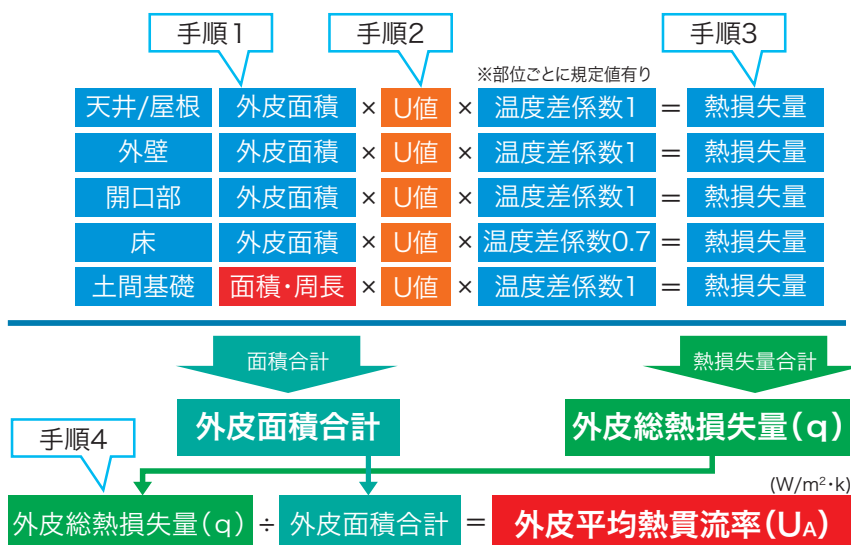 手順1 手順2 手順3
※部位ごとに規定値有り
天井/屋根 外皮面積 × U値 × 温度差係数1 = 熱損失量
外壁 外皮面積 × U値 × 温度差係数1 = 熱損失量
開口部 外皮面積 × U値 × 温度差係数1 = 熱損失量
床 外皮面積 × U値 × 温度差係数0.7 = 熱損失量
土間基礎 面積・周長 × U値 × 温度差係数1 = 熱損失量
面積合計 熱損失量合計
外皮面積合計 外皮総熱損失量(q)
手順4
(W/m²・k)
外皮総熱損失量(q) ÷ 外皮面積合計 = 外皮平均熱貫流率(UA)